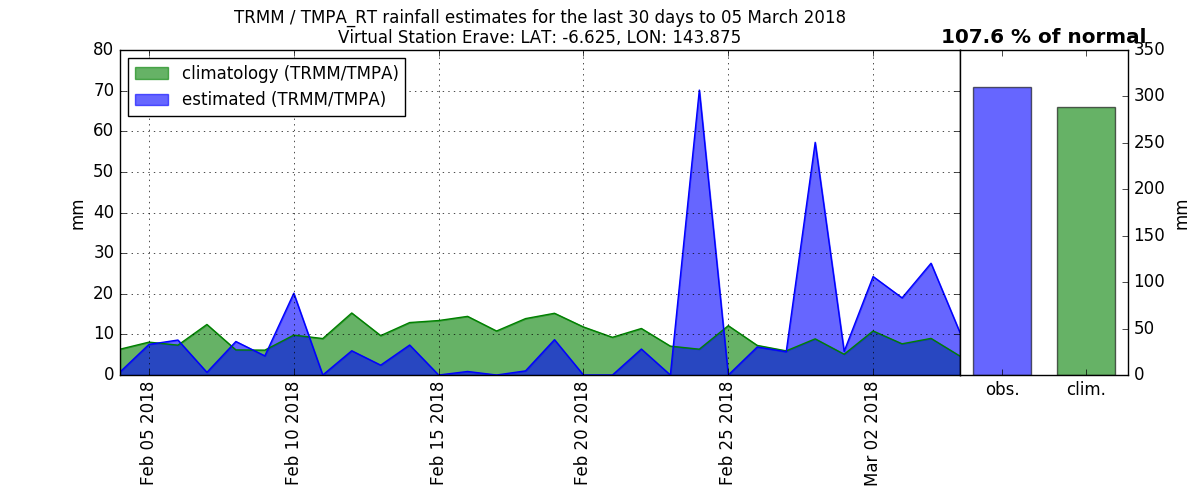 TRMM / TMPA_RT rainfall estimates for the last 30 days to 05 March 2018
Virtual Station Erave: LAT: -6.625, LON: 143.875
107.6 % of normal
climatology (TRMM/TMPA)
estimated (TRMM/TMPA)
mm
80
70
60
50
40
30
20
10
0
Feb 05 2018
Feb 10 2018
Feb 15 2018
Feb 20 2018
Feb 25 2018
Mar 02 2018
obs.
clim.
350
300
250
200
150
100
50
0
mm